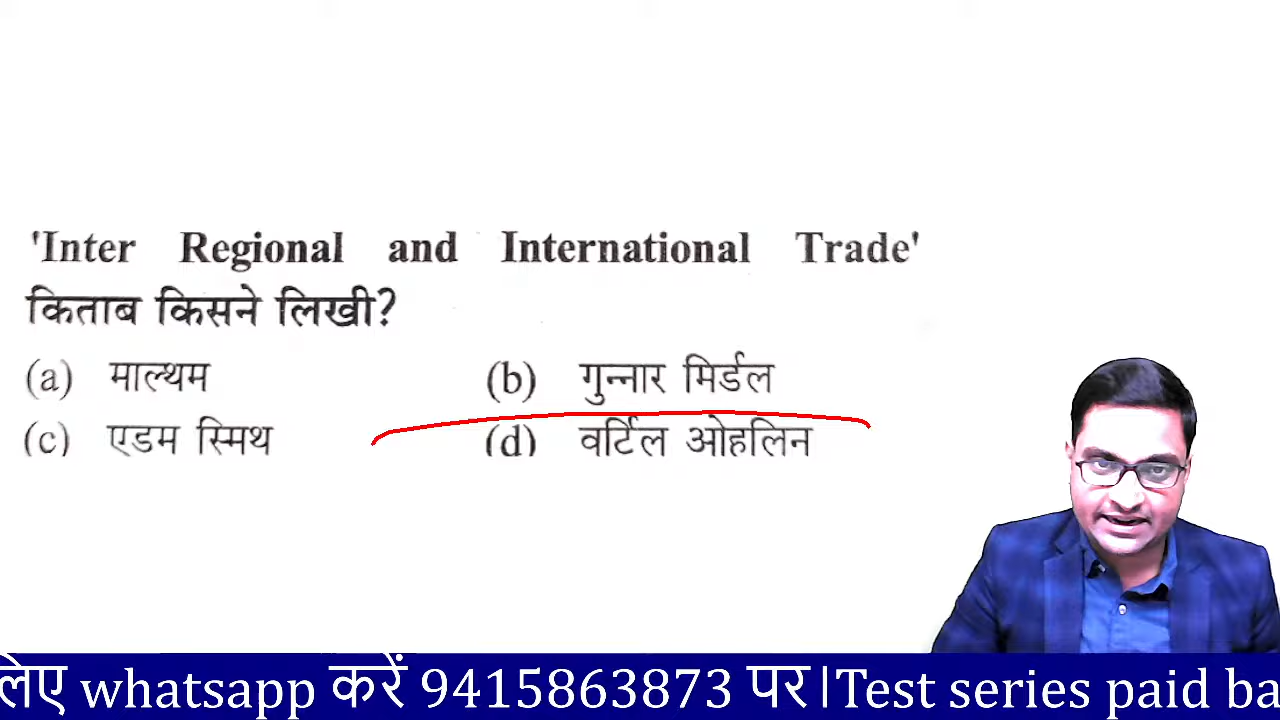 'Inter Regional and International Trade'
किताब किसने लिखी?
(a) माल्थम (b) गुन्नार मिर्डल
(c) एडम स्मिथ (d) वर्टिल ओहलिन
लिए whatsapp करें 9415863873 पर।Test series paid ba